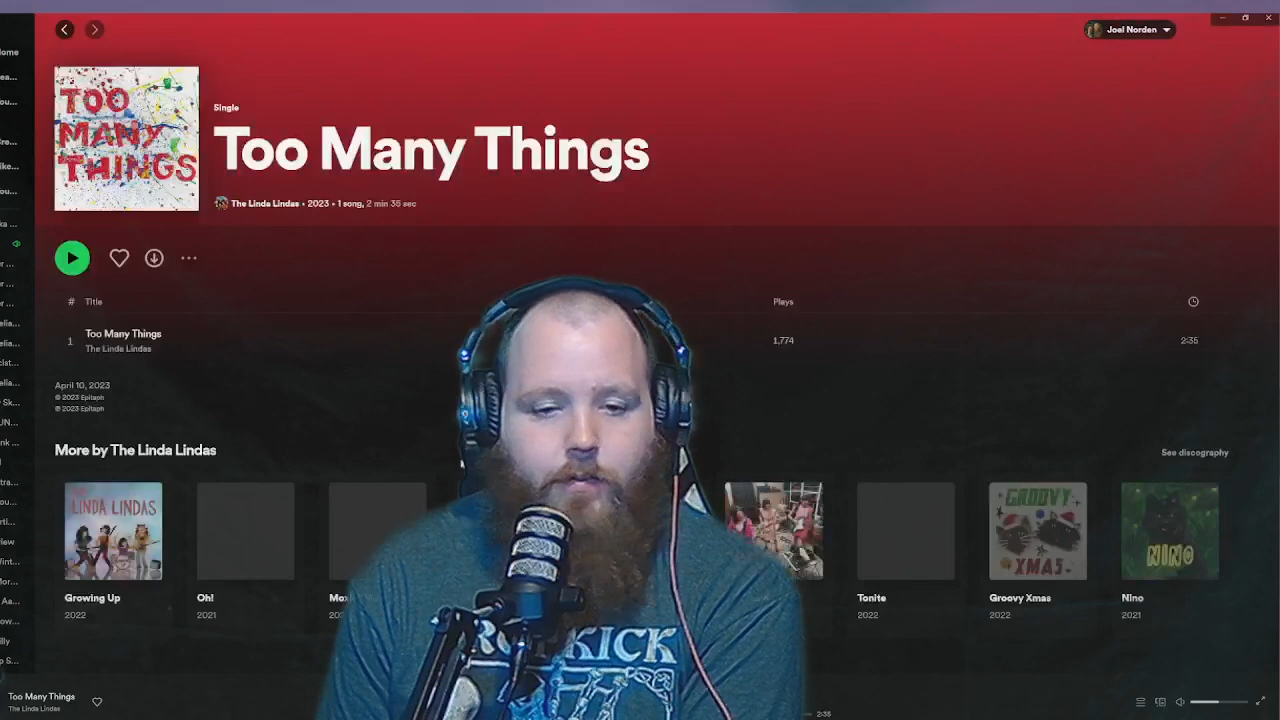 Joel Norden
TOO
MANY
THINGS
Single
Too Many Things
The Linda Lindas • 2023 • 1 song, 2 min 35 sec
# Title Plays
1 Too Many Things 1,774 2:35
The Linda Lindas
April 10, 2023
© 2023 Epitaph
℗ 2023 Epitaph
More by The Linda Lindas
See discography
LINDA LINDAS
GROOVY
XMAS
NINO
Growing Up
Oh!
Tonite
Groovy Xmas
Nino
2022
2021
2022
2022
2021
KICK
Too Many Things
The Linda Lindas
2:35